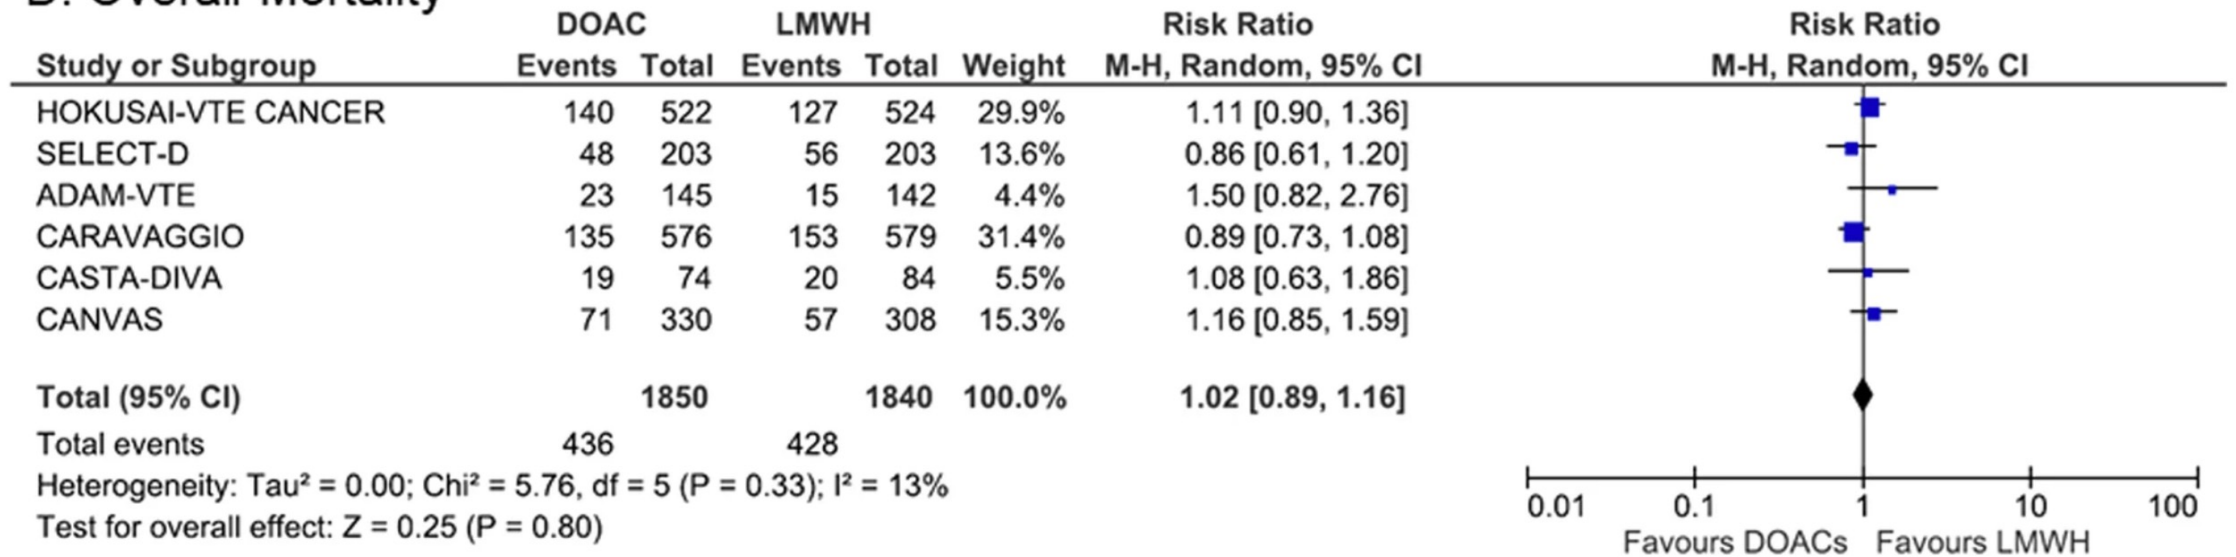 D. Overall Mortality
DOAC LMWH Risk Ratio Risk Ratio
Study or Subgroup Events Total Events Total Weight M-H, Random, 95% CI M-H, Random, 95% CI
HOKUSAI-VTE CANCER 140 522 127 524 29.9% 1.11 [0.90, 1.36]
SELECT-D 48 203 56 203 13.6% 0.86 [0.61, 1.20]
ADAM-VTE 23 145 15 142 4.4% 1.50 [0.82, 2.76]
CARAVAGGIO 135 576 153 579 31.4% 0.89 [0.73, 1.08]
CASTA-DIVA 19 74 20 84 5.5% 1.08 [0.63, 1.86]
CANVAS 71 330 57 308 15.3% 1.16 [0.85, 1.59]
Total (95% CI) 1850 1840 100.0% 1.02 [0.89, 1.16]
Total events 436 428
Heterogeneity: Tau² = 0.00; Chi² = 5.76, df = 5 (P = 0.33); I² = 13%
Test for overall effect: Z = 0.25 (P = 0.80)
0.01 0.1 1 10 100
Favours DOACs Favours LMWH